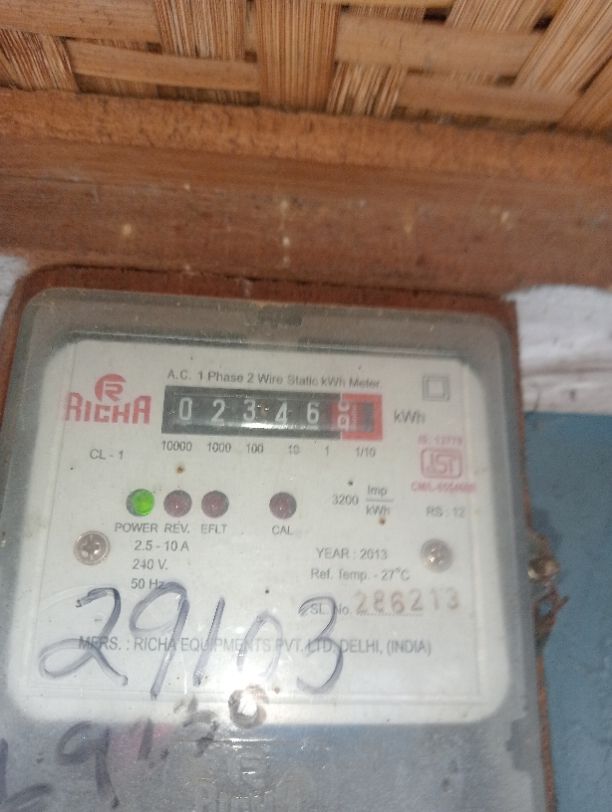 A.C. 1 Phase 2 Wire Static kWh Meter
RICHA
0 2 3 4 6
kWh
10000 1000 100 10 1 1/10
CL - 1
ISI
3200 Imp/kWh
RS : 12
POWER REV. EFLT CAL
2.5 - 10 A
240 V.
50 Hz
YEAR : 2013
Ref. Temp. - 27°C
SL. No. 286213
MFRS. : RICHA EQUIPMENTS PVT. LTD. DELHI, (INDIA)
29103